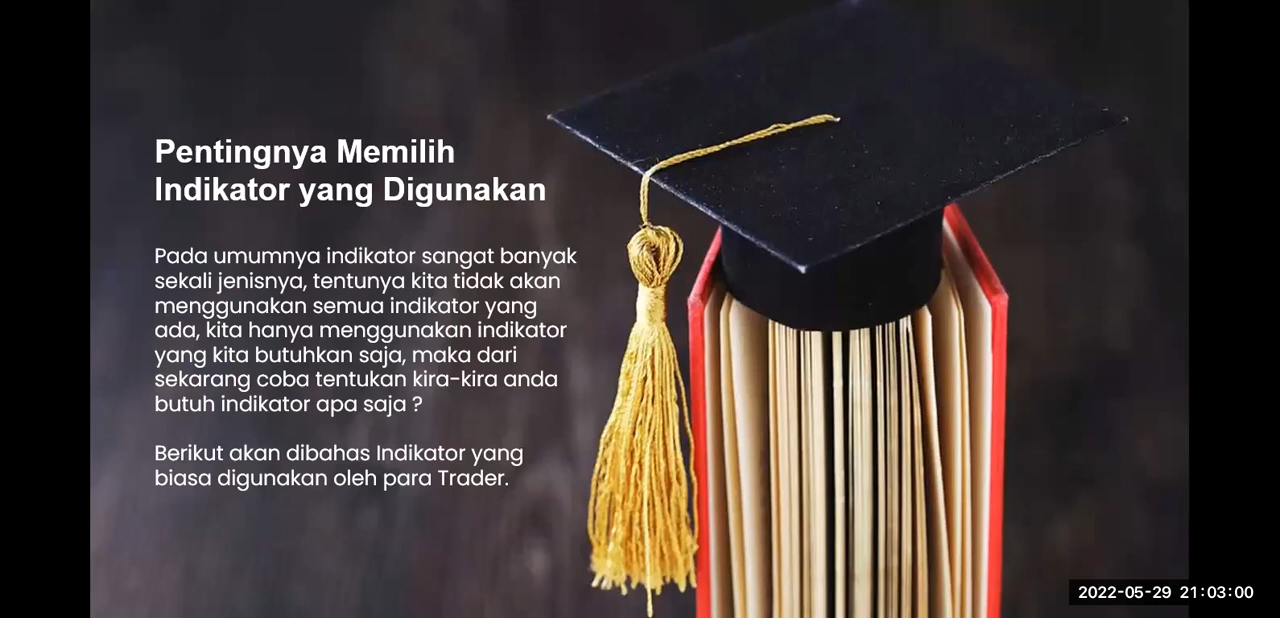 Pentingnya Memilih
Indikator yang Digunakan
Pada umumnya indikator sangat banyak
sekali jenisnya, tentunya kita tidak akan
menggunakan semua indikator yang
ada, kita hanya menggunakan indikator
yang kita butuhkan saja, maka dari
sekarang coba tentukan kira-kira anda
butuh indikator apa saja ?
Berikut akan dibahas Indikator yang
biasa digunakan oleh para Trader.
2022-05-29 21:03:00